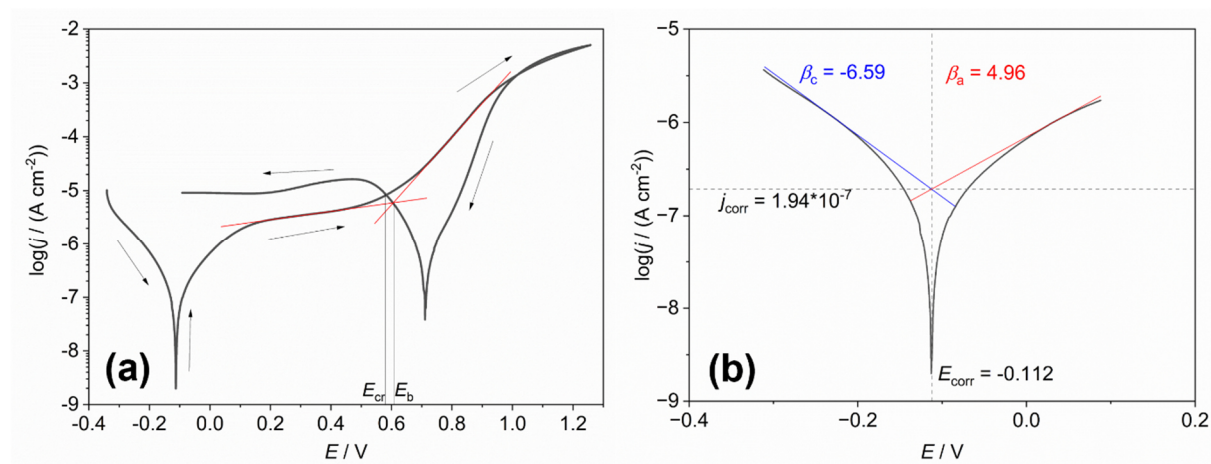 -2
-3
-4
-5
-6
-7
-8
-9
log(j / (A cm⁻²))
-0.4 -0.2 0.0 0.2 0.4 0.6 0.8 1.0 1.2
E / V
(a)
E_cr E_b
−5
−6
−7
−8
−9
log(j / (A cm⁻²))
−0.4 −0.2 0.0 0.2
E / V
β_c = -6.59
β_a = 4.96
j_corr = 1.94*10⁻⁷
E_corr = -0.112
(b)